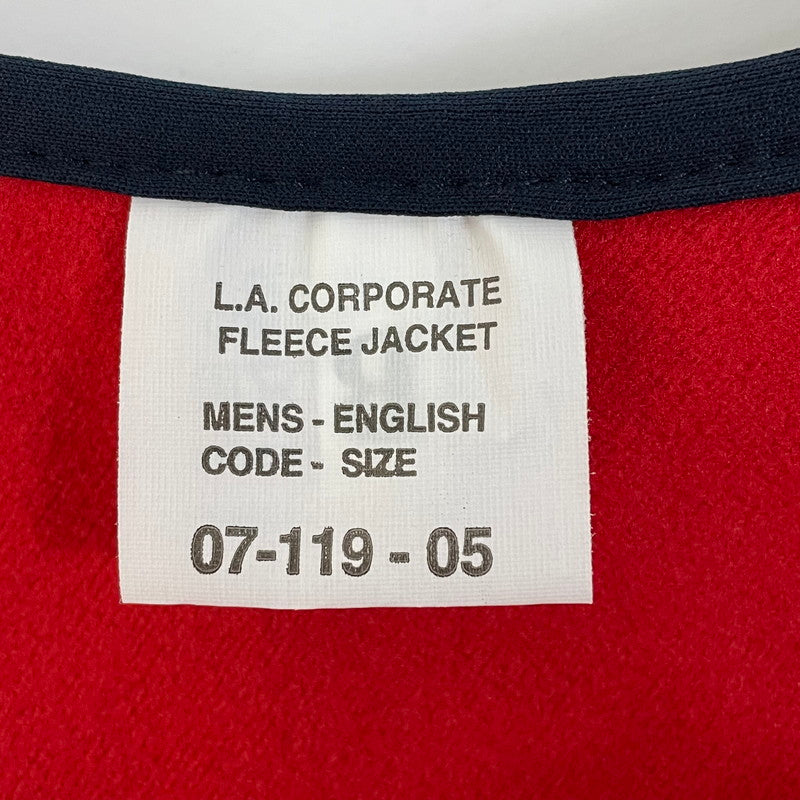 L.A. CORPORATE
FLEECE JACKET
MENS - ENGLISH
CODE - SIZE
07-119 - 05